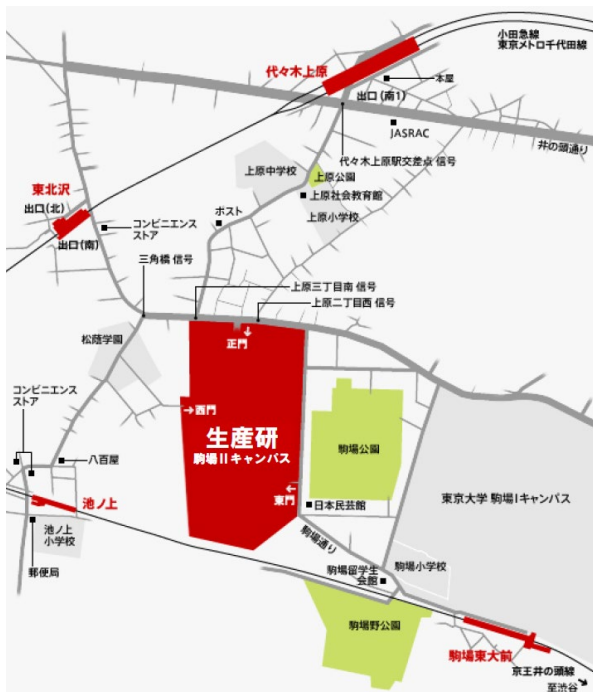 小田急線
東京メトロ千代田線
代々木上原
本屋
出口(南1)
JASRAC
井の頭通り
代々木上原駅交差点 信号
上原中学校
上原公園
上原社会教育館
東北沢
出口(北)
ポスト
上原小学校
コンビニエンス
ストア
出口(南)
三角橋 信号
上原三丁目南 信号
上原二丁目西 信号
松蔭学園
↓
正門
コンビニエンス
ストア
→西門
生産研
駒場IIキャンパス
駒場公園
八百屋
←
東門
日本民芸館
東京大学 駒場Iキャンパス
池ノ上
池ノ上
小学校
駒場通り
駒場留学生
会館
駒場小学校
郵便局
駒場野公園
駒場東大前
京王井の頭線
至渋谷